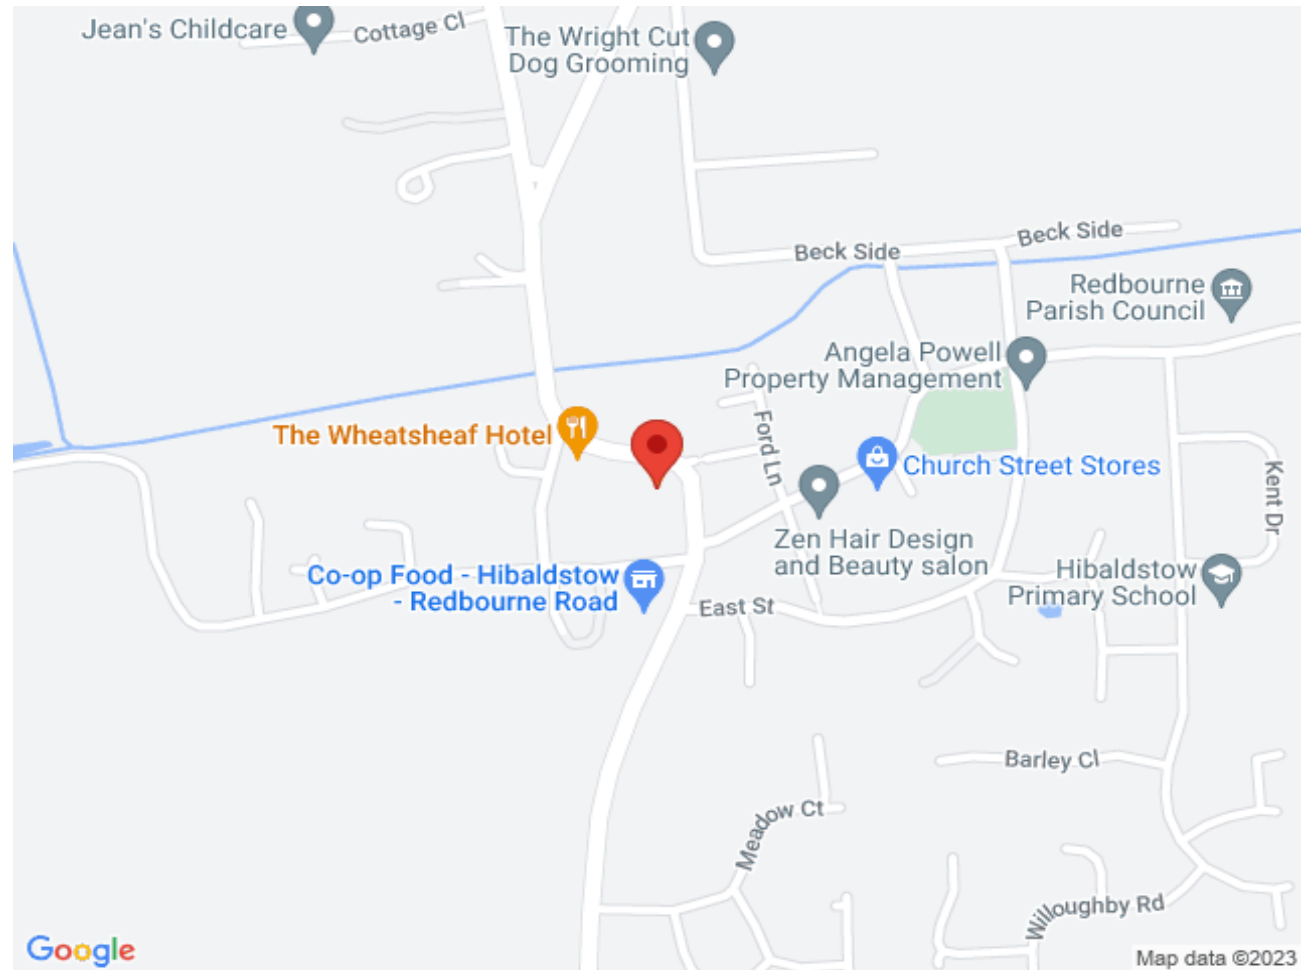 Jean's Childcare
Cottage Cl
The Wright Cut
Dog Grooming
Beck Side
Beck Side
Redbourne
Parish Council
Angela Powell
Property Management
The Wheatsheaf Hotel
Ford Ln
Church Street Stores
Kent Dr
Zen Hair Design
and Beauty salon
Co-op Food - Hibaldstow
- Redbourne Road
Hibaldstow
Primary School
East St
Barley Cl
Meadow Ct
Willoughby Rd
Google
Map data ©2023